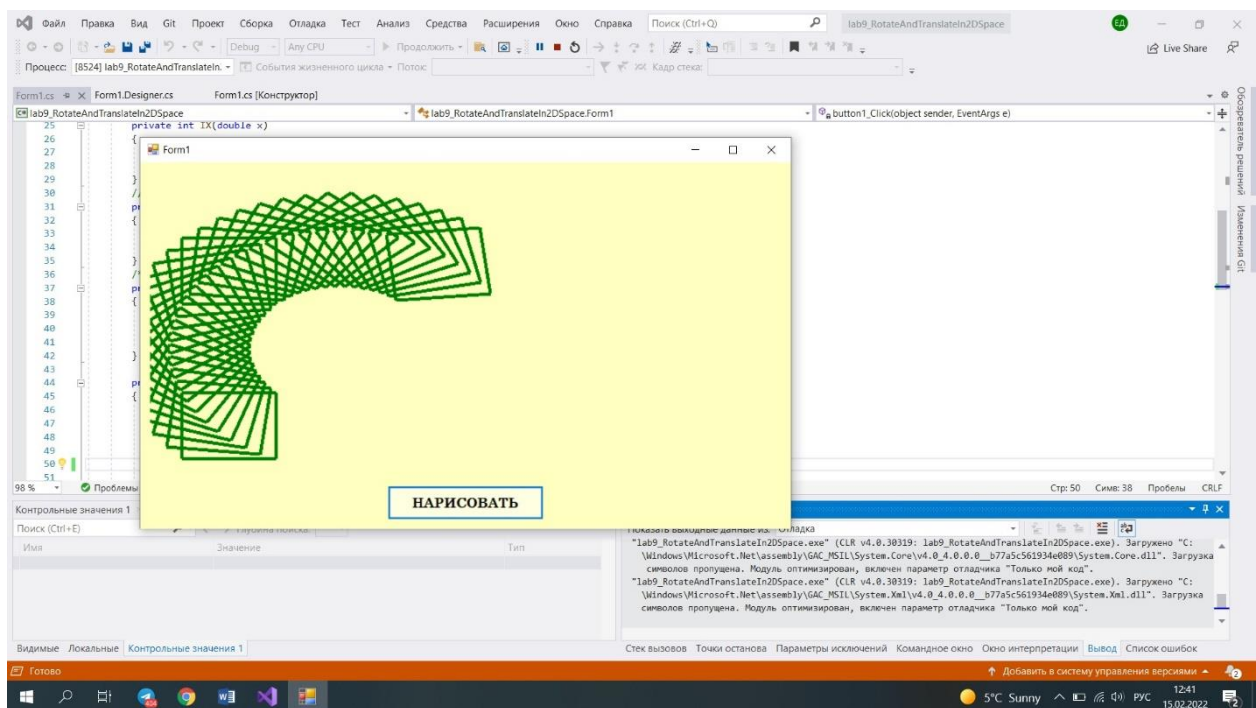 Файл Правка Вид Git Проект Сборка Отладка Тест Анализ Средства Расширения Окно Справка Поиск (Ctrl+Q) lab9_RotateAndTranslateIn2DSpace ЕД
Debug Any CPU Продолжить Live Share
Процесс: [8524] lab9_RotateAndTranslateIn. События жизненного цикла Поток: Кадр стека:
Form1.cs Form1.Designer.cs Form1.cs [Конструктор]
lab9_RotateAndTranslateIn2DSpace lab9_RotateAndTranslateIn2DSpace.Form1 button1_Click(object sender, EventArgs e)
Обозреватель решений Изменения Git
25 private int IX(double x)
26 {
27
28
29 }
30 //
31 pr
32 {
33
34
35 }
36
37
38 {
39
40
41
42 }
43
44
45 {
46
47
48
49
50
51
Form1
НАРИСОВАТЬ
98 % Проблемы Стр: 50 Симв: 38 Пробелы CRLF
Контрольные значения 1
Поиск (Ctrl+E) Глубина поиска: Показать выходные данные из: Отладка
Имя Значение Тип
"lab9_RotateAndTranslateIn2DSpace.exe" (CLR v4.0.30319: lab9_RotateAndTranslateIn2DSpace.exe). Загружено "C:
\Windows\Microsoft.Net\assembly\GAC_MSIL\System.Core\v4.0_4.0.0.0__b77a5c561934e089\System.Core.dll". Загрузка
символов пропущена. Модуль оптимизирован, включен параметр отладчика "Только мой код".
"lab9_RotateAndTranslateIn2DSpace.exe" (CLR v4.0.30319: lab9_RotateAndTranslateIn2DSpace.exe). Загружено "C:
\Windows\Microsoft.Net\assembly\GAC_MSIL\System.Xml\v4.0_4.0.0.0__b77a5c561934e089\System.Xml.dll". Загрузка
символов пропущена. Модуль оптимизирован, включен параметр отладчика "Только мой код".
Видимые Локальные Контрольные значения 1 Стек вызовов Точки останова Параметры исключений Командное окно Окно интерпретации Вывод Список ошибок
Готово Добавить в систему управления версиями 2
5°C Sunny РУС 12:41
15.02.2022 2